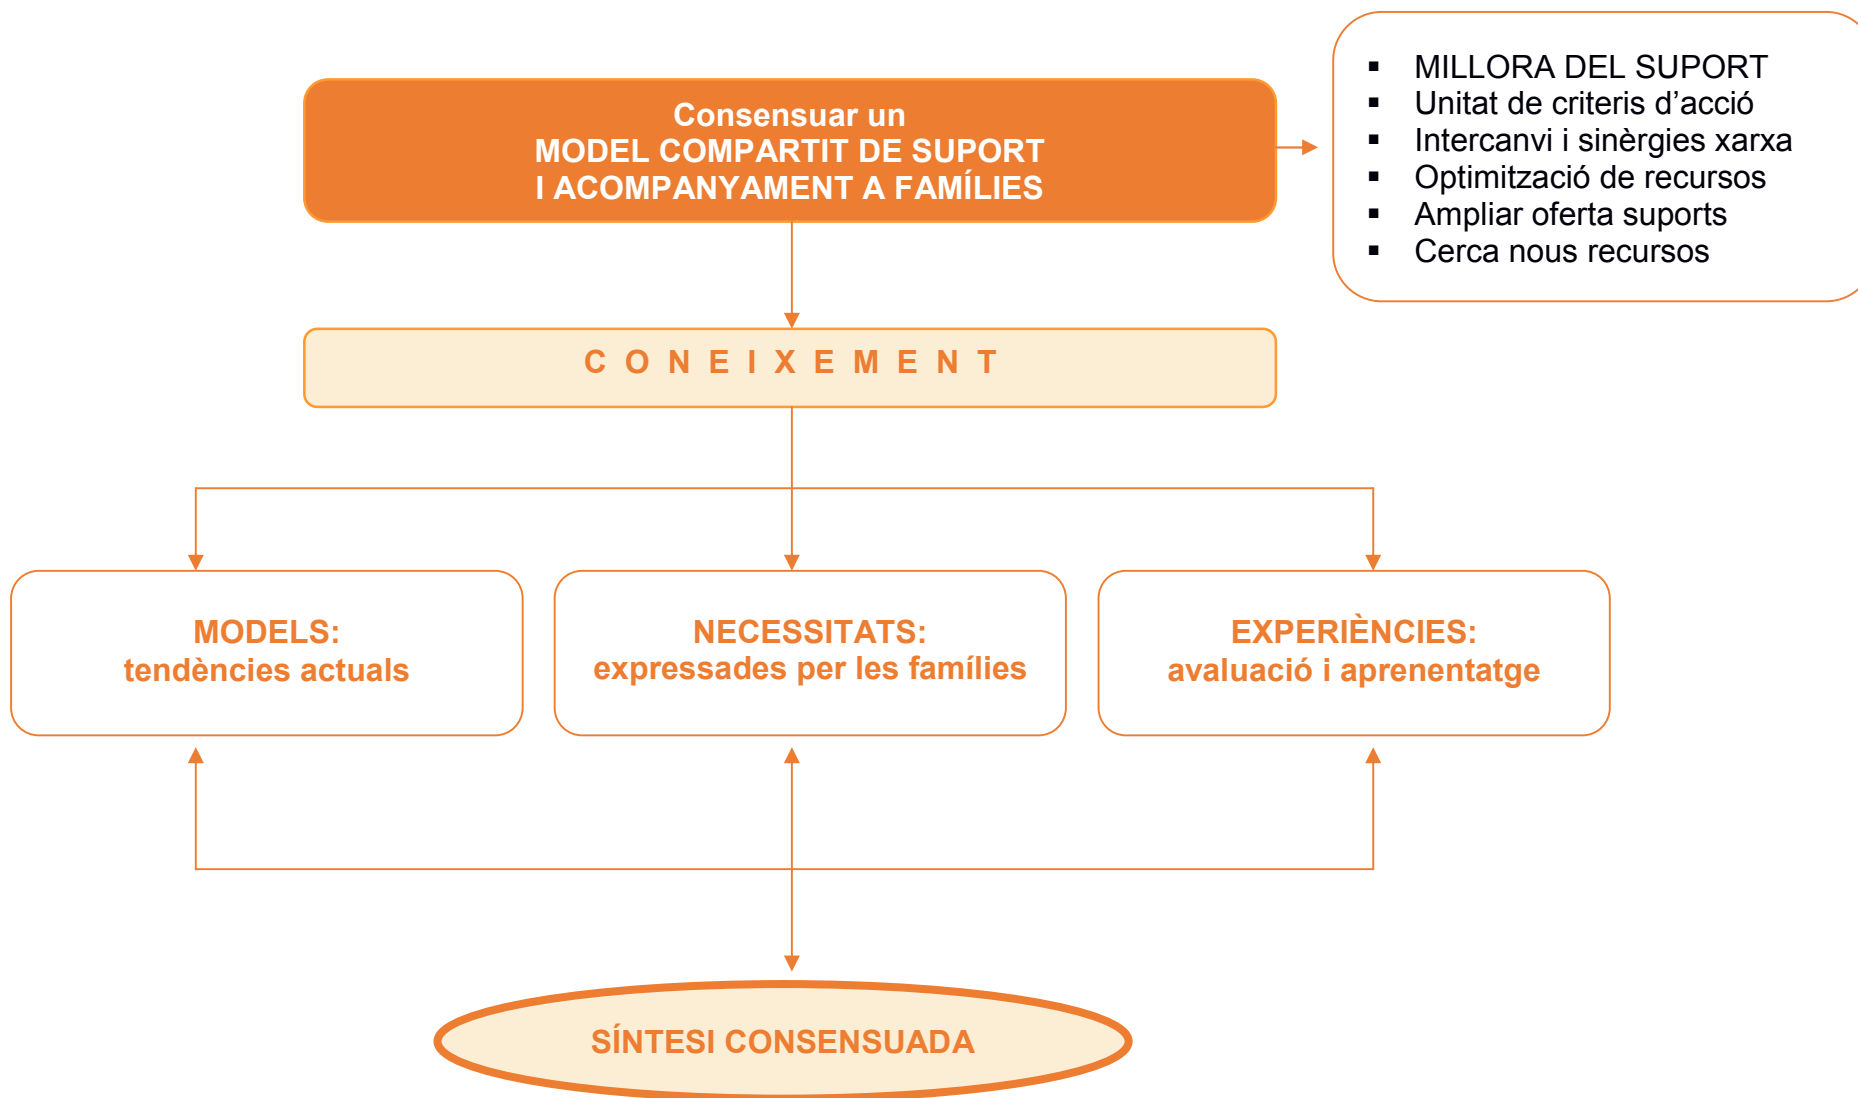 Consensuar un
MODEL COMPARTIT DE SUPORT
I ACOMPANYAMENT A FAMÍLIES
▪ MILLORA DEL SUPORT
▪ Unitat de criteris d’acció
▪ Intercanvi i sinèrgies xarxa
▪ Optimització de recursos
▪ Ampliar oferta suports
▪ Cerca nous recursos
C O N E I X E M E N T
MODELS:
tendències actuals
NECESSITATS:
expressades per les famílies
EXPERIÈNCIES:
avaluació i aprenentatge
SÍNTESI CONSENSUADA